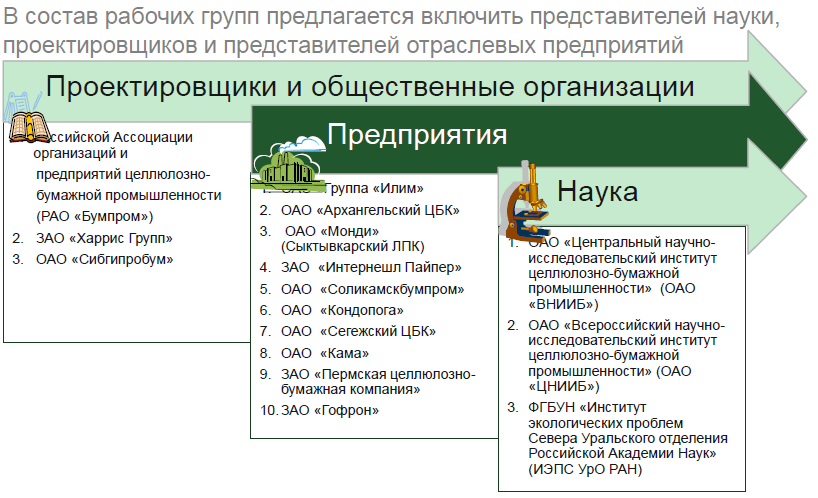 В состав рабочих групп предлагается включить представителей науки,
проектировщиков и представителей отраслевых предприятий
Проектировщики и общественные организации
Ассоциации
организаций и
предприятий целлюлозно-
бумажной промышленности
(РАО «Бумпром»)
2. ЗАО «Харрис Групп»
3. ОАО «Сибгипробум»
Предприятия
«Илим»
2. ОАО «Архангельский ЦБК»
3. ОАО «Монди»
(Сыктывкарский ЛПК)
4. ЗАО «Интернешл Пайпер»
5. ОАО «Соликамскбумпром»
6. ОАО «Кондопога»
7. ОАО «Сегежский ЦБК»
8. ОАО «Кама»
9. ЗАО «Пермская целлюлозно-
бумажная компания»
10. ЗАО «Гофрон»
Наука
1. ОАО «Центральный научно-
исследовательский институт
целлюлозно-бумажной
промышленности» (ОАО
«ВНИИБ»)
2. ОАО «Всероссийский научно-
исследовательский институт
целлюлозно-бумажной
промышленности» (ОАО
«ЦНИИБ»)
3. ФГБУН «Институт
экологических проблем
Севера Уральского отделения
Российской Академии Наук»
(ИЭПС УрО РАН)